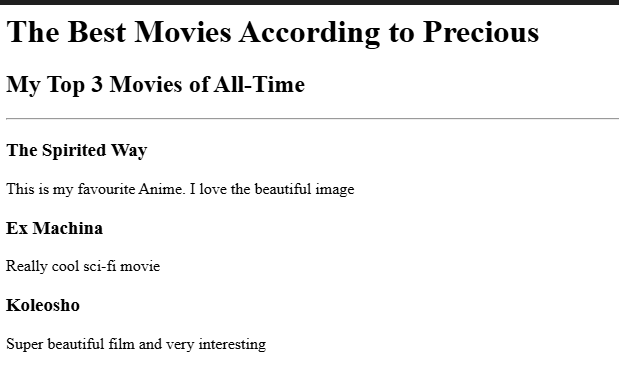 The Best Movies According to Precious
My Top 3 Movies of All-Time
The Spirited Way
This is my favourite Anime. I love the beautiful image
Ex Machina
Really cool sci-fi movie
Koleosho
Super beautiful film and very interesting